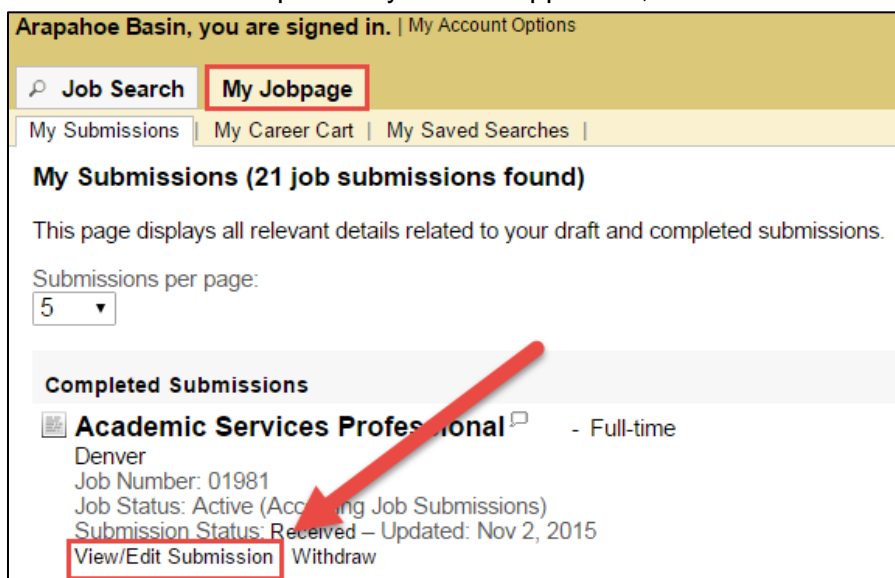 Arapahoe Basin, you are signed in. | My Account Options
Job Search My Jobpage
My Submissions | My Career Cart | My Saved Searches |
My Submissions (21 job submissions found)
This page displays all relevant details related to your draft and completed submissions.
Submissions per page:
5
Completed Submissions
Academic Services Professional - Full-time
Denver
Job Number: 01981
Job Status: Active (Accepting Job Submissions)
Submission Status: Received – Updated: Nov 2, 2015
View/Edit Submission Withdraw